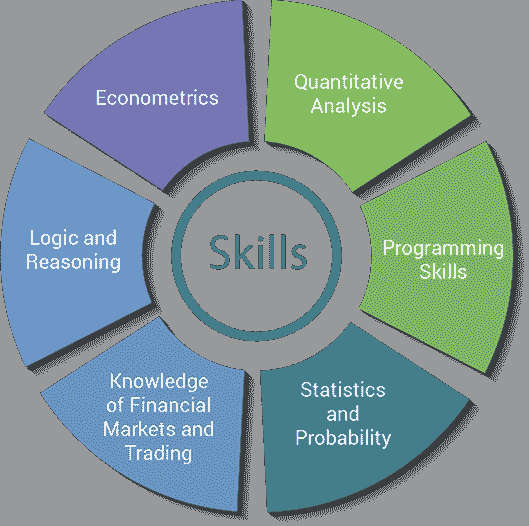 Econometrics
Quantitative
Analysis
Logic and
Reasoning
Skills
Programming
Skills
Knowledge
of Financial
Markets and
Trading
Statistics
and
Probability